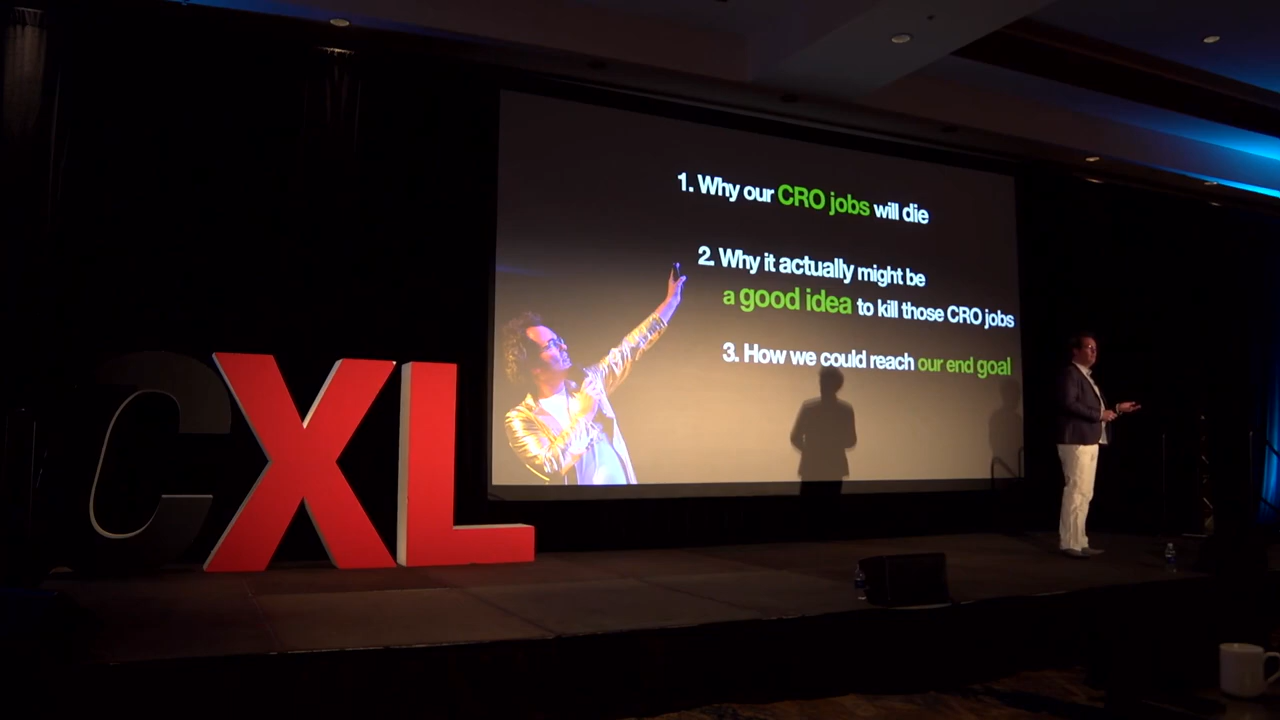 CXL
1. Why our CRO jobs will die
2. Why it actually might be
a good idea to kill those CRO jobs
3. How we could reach our end goal